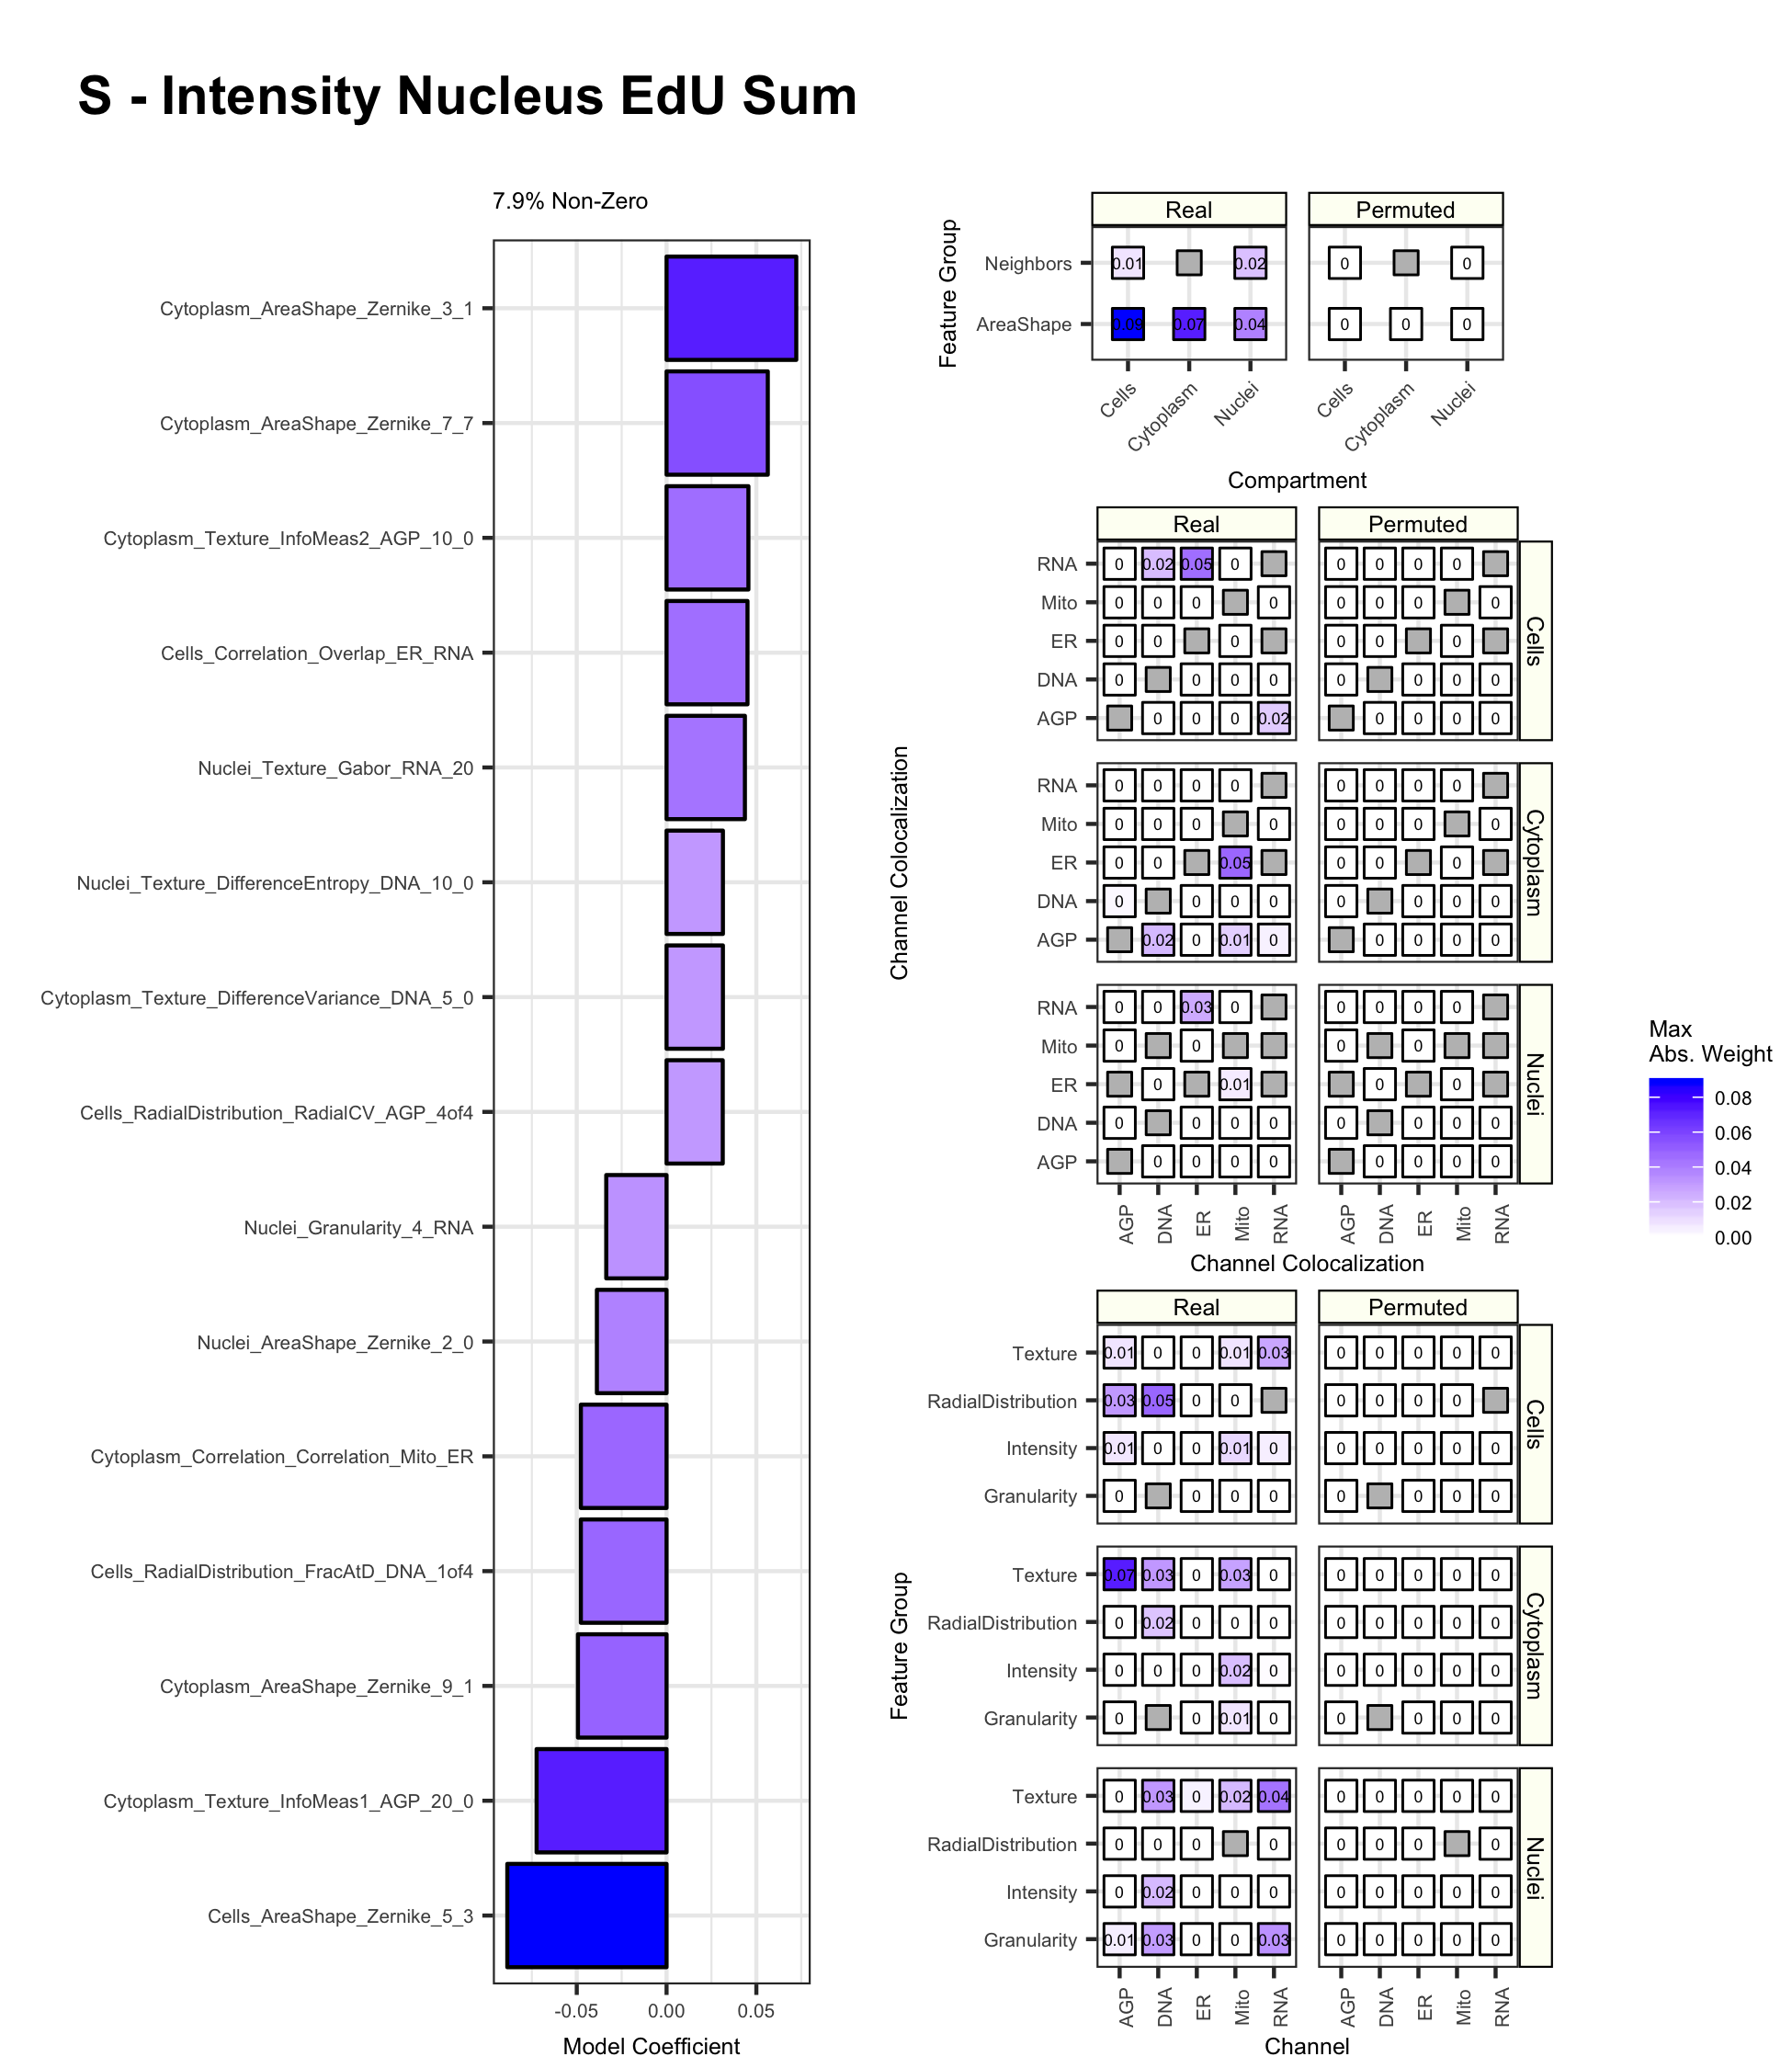 S - Intensity Nucleus EdU Sum
7.9% Non-Zero
Cytoplasm_AreaShape_Zernike_3_1
Cytoplasm_AreaShape_Zernike_7_7
Cytoplasm_Texture_InfoMeas2_AGP_10_0
Cells_Correlation_Overlap_ER_RNA
Nuclei_Texture_Gabor_RNA_20
Nuclei_Texture_DifferenceEntropy_DNA_10_0
Cytoplasm_Texture_DifferenceVariance_DNA_5_0
Cells_RadialDistribution_RadialCV_AGP_4of4
Nuclei_Granularity_4_RNA
Nuclei_AreaShape_Zernike_2_0
Cytoplasm_Correlation_Correlation_Mito_ER
Cells_RadialDistribution_FracAtD_DNA_1of4
Cytoplasm_AreaShape_Zernike_9_1
Cytoplasm_Texture_InfoMeas1_AGP_20_0
Cells_AreaShape_Zernike_5_3
-0.05 0.00 0.05
Model Coefficient
Real Permuted
Feature Group
Neighbors 0.01 0.02 0 0
AreaShape 0.09 0.07 0.04 0 0 0
Cells Cytoplasm Nuclei Cells Cytoplasm Nuclei
Compartment
Real Permuted
Channel Colocalization
Cells
RNA 0 0.02 0.05 0 0 0 0 0
Mito 0 0 0 0 0 0 0 0
ER 0 0 0 0 0 0
DNA 0 0 0 0 0 0 0 0
AGP 0 0 0 0.02 0 0 0 0
Cytoplasm
RNA 0 0 0 0 0 0 0 0
Mito 0 0 0 0 0 0 0 0
ER 0 0 0.05 0 0 0
DNA 0 0 0 0 0 0 0 0
AGP 0.02 0 0.01 0 0 0 0 0
Nuclei
RNA 0 0 0.03 0 0 0 0 0
Mito 0 0 0 0
ER 0 0.01 0 0
DNA 0 0 0 0 0 0 0 0
AGP 0 0 0 0 0 0 0 0
AGP DNA ER Mito RNA AGP DNA ER Mito RNA
Channel Colocalization
Real Permuted
Feature Group
Cells
Texture 0.01 0 0 0.01 0.03 0 0 0 0 0
RadialDistribution 0.03 0.05 0 0 0 0 0 0
Intensity 0.01 0 0 0.01 0 0 0 0 0 0
Granularity 0 0 0 0 0 0 0 0
Cytoplasm
Texture 0.07 0.03 0 0.03 0 0 0 0 0 0
RadialDistribution 0 0.02 0 0 0 0 0 0 0 0
Intensity 0 0 0 0.02 0 0 0 0 0 0
Granularity 0 0 0.01 0 0 0 0 0
Nuclei
Texture 0 0.03 0 0.02 0.04 0 0 0 0 0
RadialDistribution 0 0 0 0 0 0 0 0
Intensity 0 0.02 0 0 0 0 0 0 0 0
Granularity 0.01 0.03 0 0 0.03 0 0 0 0 0
AGP DNA ER Mito RNA AGP DNA ER Mito RNA
Channel
Max
Abs. Weight
0.08
0.06
0.04
0.02
0.00